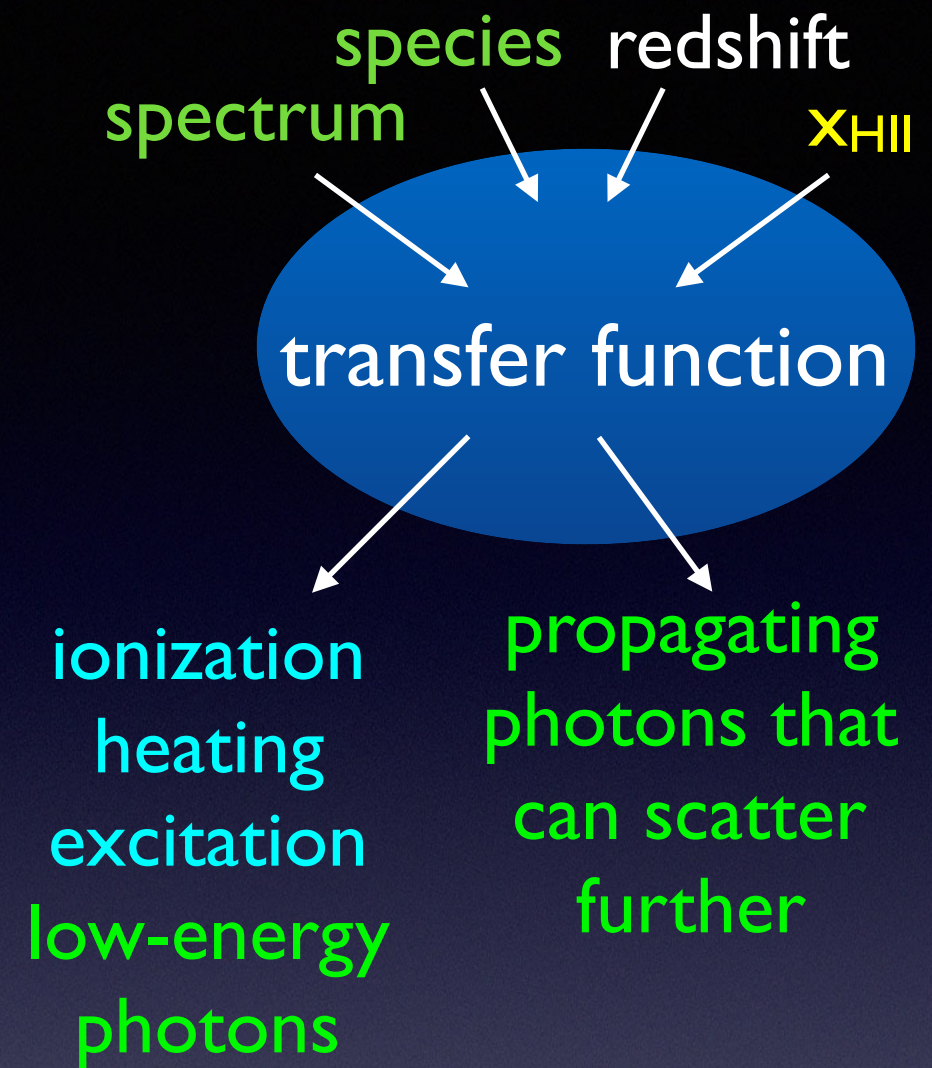 species redshift
spectrum
xHII
transfer function
ionization
heating
excitation
low-energy
photons
propagating
photons that
can scatter
further